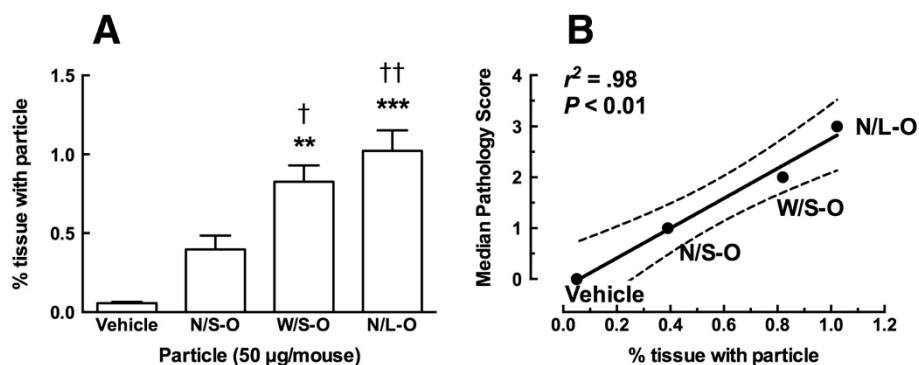 A
% tissue with particle
1.5
1.0
0.5
0.0
†
**
††
***
Vehicle
N/S-O
W/S-O
N/L-O
Particle (50 µg/mouse)
B
Median Pathology Score
4
3
2
1
0
r² = .98
P < 0.01
N/L-O
W/S-O
N/S-O
Vehicle
0.0 0.2 0.4 0.6 0.8 1.0 1.2
% tissue with particle